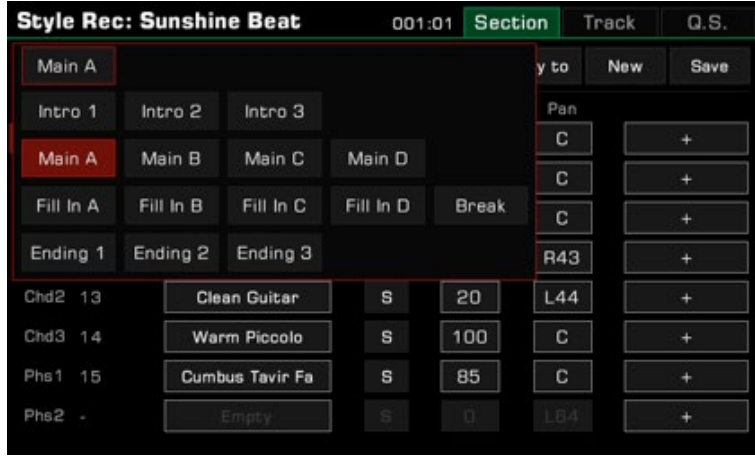 Style Rec: Sunshine Beat 001:01 Section Track Q.S.
Main A y to New Save
Intro 1 Intro 2 Intro 3 Pan
Main A Main B Main C Main D C +
C +
Fill In A Fill In B Fill In C Fill In D Break C +
Ending 1 Ending 2 Ending 3 R43 +
Chd2 13 Clean Guitar S 20 L44 +
Chd3 14 Warm Piccolo S 100 C +
Phs1 15 Cumbus Tavir Fa S 85 C +
Phs2 - Empty S 0 L64 +